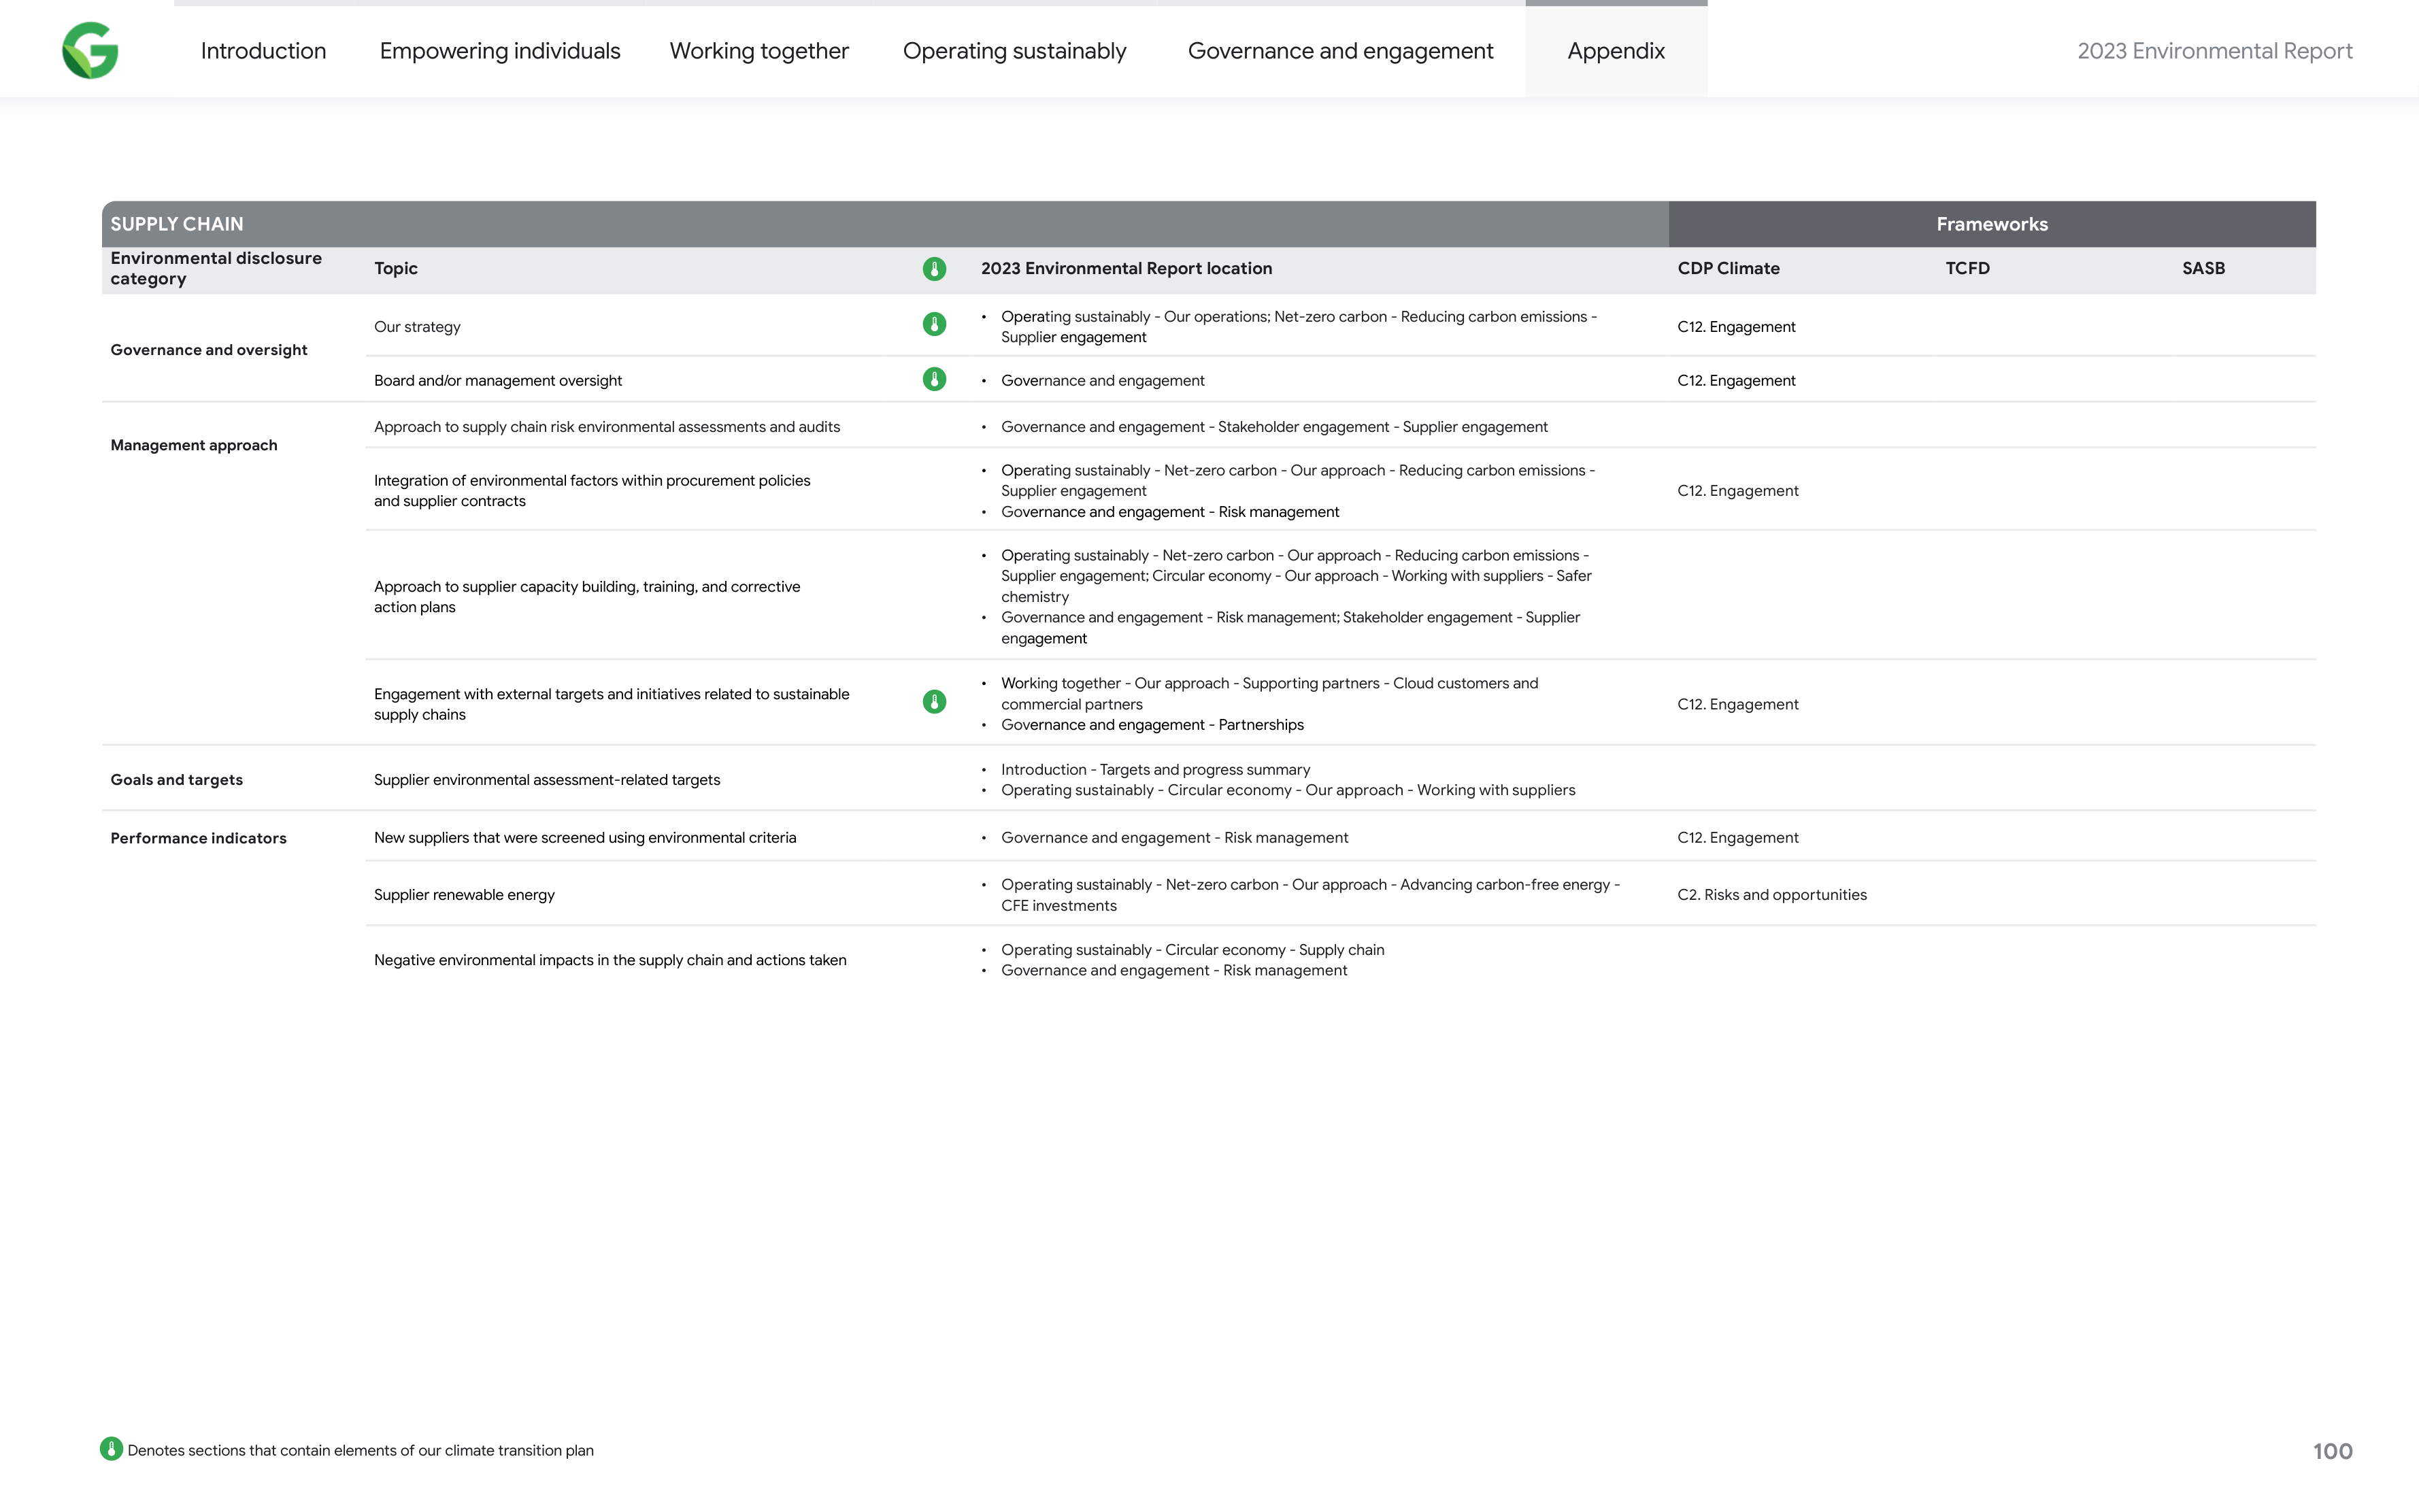 Introduction
Empowering individuals
Working together
Operating sustainably
Governance and engagement
Appendix
2023 Environmental Report
SUPPLY CHAIN
Frameworks
Environmental disclosure
category
Topic
2023 Environmental Report location
CDP Climate
TCFD
SASB
Governance and oversight
Our strategy
• Operating sustainably - Our operations; Net-zero carbon - Reducing carbon emissions -
Supplier engagement
C12. Engagement
Board and/or management oversight
• Governance and engagement
C12. Engagement
Management approach
Approach to supply chain risk environmental assessments and audits
• Governance and engagement - Stakeholder engagement - Supplier engagement
Integration of environmental factors within procurement policies
and supplier contracts
• Operating sustainably - Net-zero carbon - Our approach - Reducing carbon emissions -
Supplier engagement
• Governance and engagement - Risk management
C12. Engagement
Approach to supplier capacity building, training, and corrective
action plans
• Operating sustainably - Net-zero carbon - Our approach - Reducing carbon emissions -
Supplier engagement; Circular economy - Our approach - Working with suppliers - Safer
chemistry
• Governance and engagement - Risk management; Stakeholder engagement - Supplier
engagement
Engagement with external targets and initiatives related to sustainable
supply chains
• Working together - Our approach - Supporting partners - Cloud customers and
commercial partners
• Governance and engagement - Partnerships
C12. Engagement
Goals and targets
Supplier environmental assessment-related targets
• Introduction - Targets and progress summary
• Operating sustainably - Circular economy - Our approach - Working with suppliers
Performance indicators
New suppliers that were screened using environmental criteria
• Governance and engagement - Risk management
C12. Engagement
Supplier renewable energy
• Operating sustainably - Net-zero carbon - Our approach - Advancing carbon-free energy -
CFE investments
C2. Risks and opportunities
Negative environmental impacts in the supply chain and actions taken
• Operating sustainably - Circular economy - Supply chain
• Governance and engagement - Risk management
Denotes sections that contain elements of our climate transition plan
100